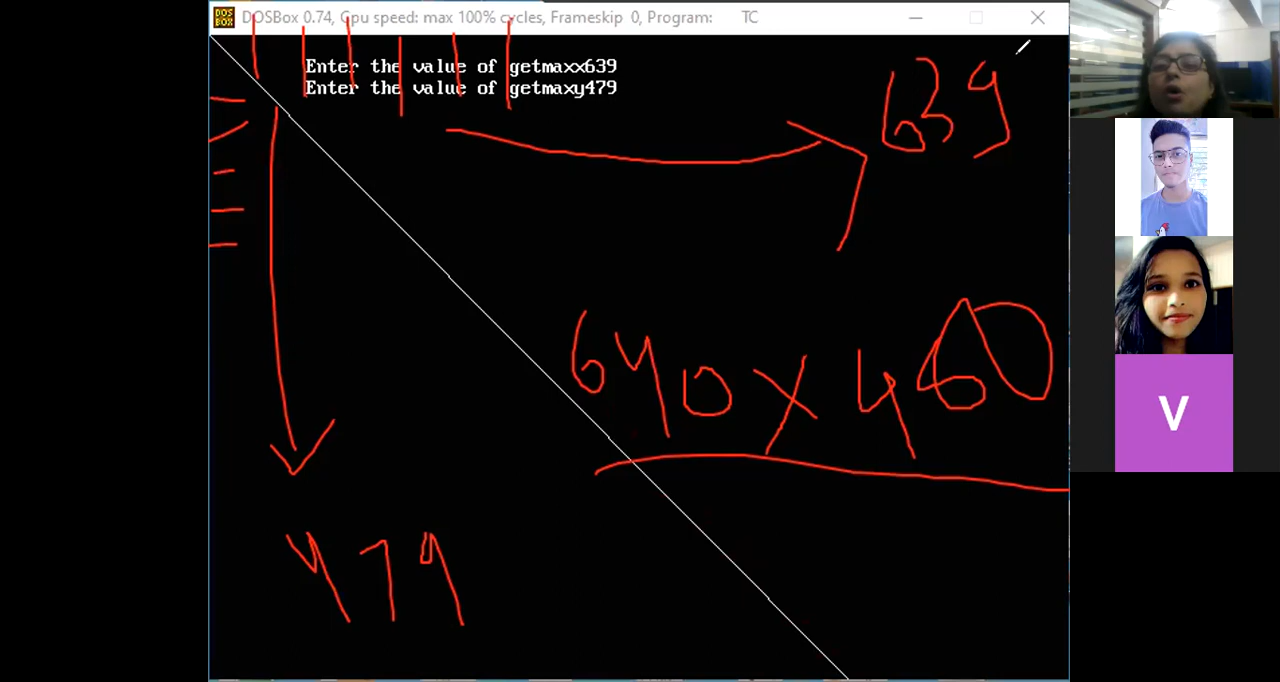 DOSBox 0.74, Cpu speed: max 100% cycles, Frameskip 0, Program: TC
Enter the value of getmaxx639
Enter the value of getmaxy479
639
640 x 480
479
V